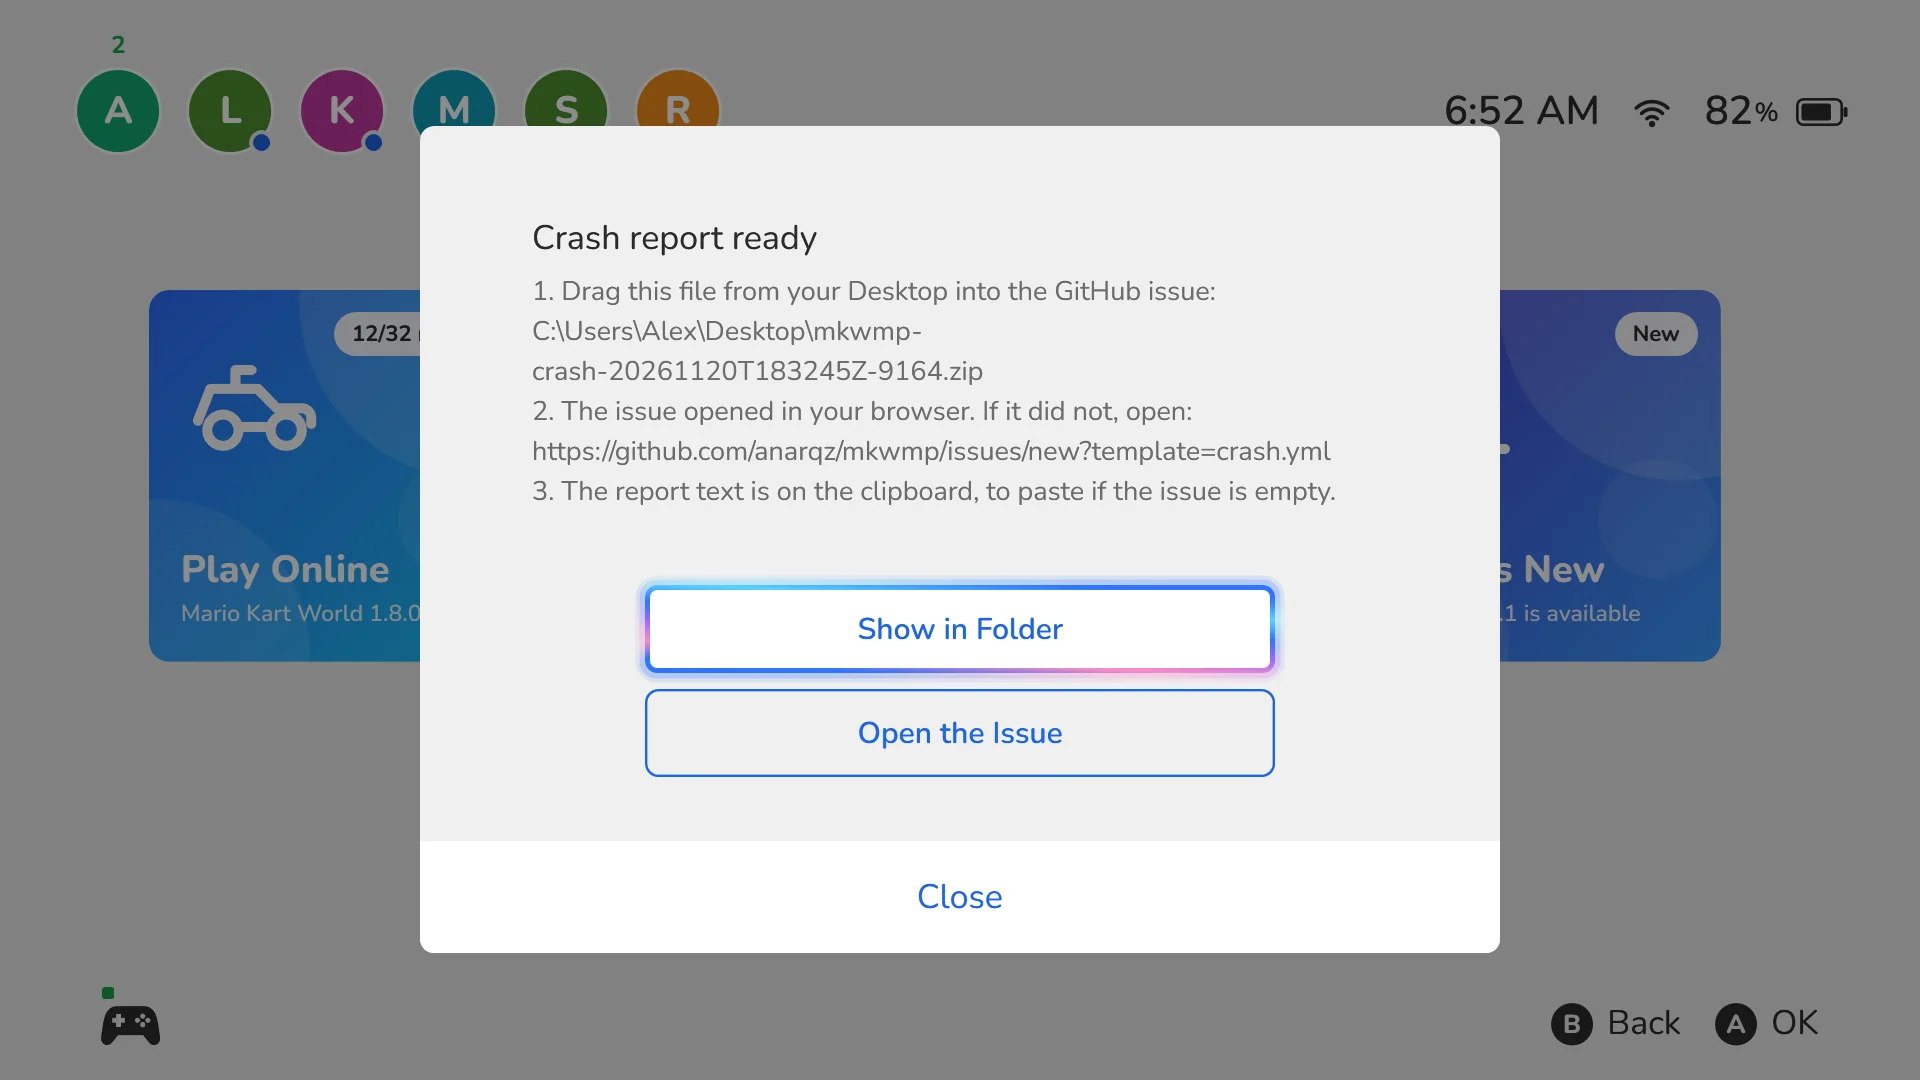 2
A
L
K
M
S
R
6:52 AM
82%
Crash report ready
1. Drag this file from your Desktop into the GitHub issue:
C:\Users\Alex\Desktop\mkwmp-
crash-20261120T183245Z-9164.zip
2. The issue opened in your browser. If it did not, open:
https://github.com/anarqz/mkwmp/issues/new?template=crash.yml
3. The report text is on the clipboard, to paste if the issue is empty.
12/32
New
Play Online
Mario Kart World 1.8.0
s New
.1 is available
Show in Folder
Open the Issue
Close
B Back
A OK